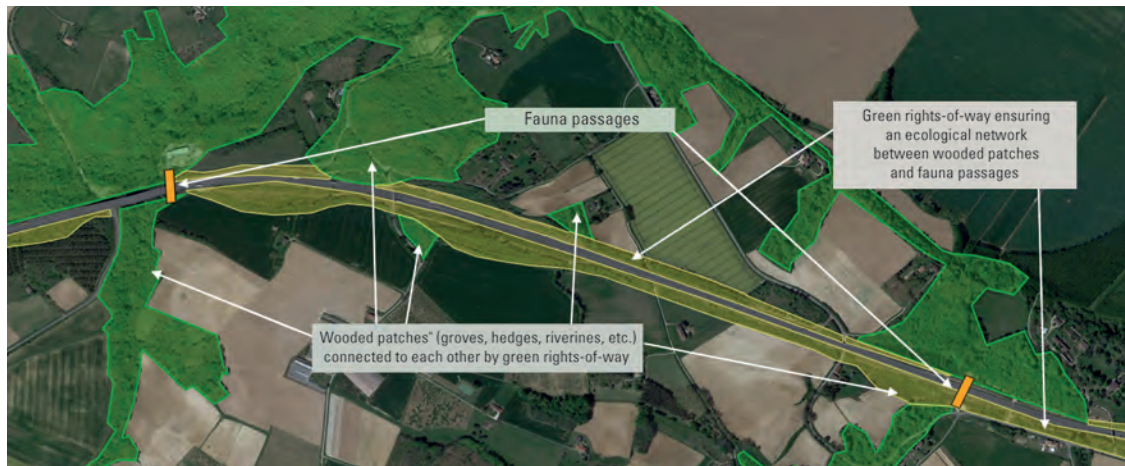 Fauna passages
Green rights-of-way ensuring
an ecological network
between wooded patches
and fauna passages
Wooded patches" (groves, hedges, riverines, etc.)
connected to each other by green rights-of-way